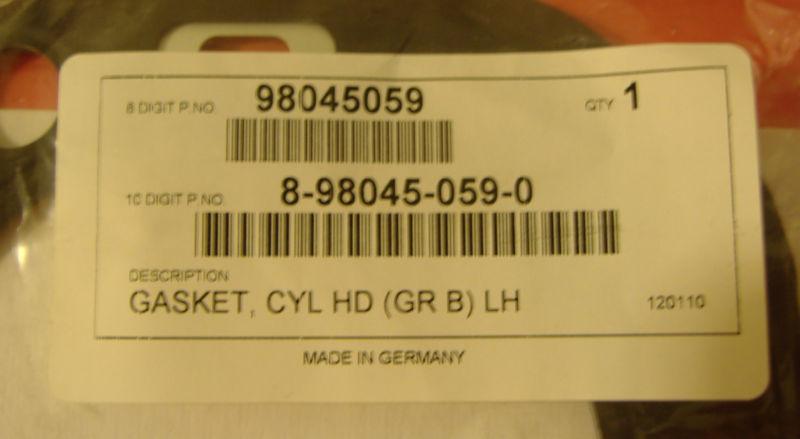 8 DIGIT P.NO. 98045059 QTY 1
10 DIGIT P.NO. 8-98045-059-0
DESCRIPTION
GASKET, CYL HD (GR B) LH 120110
MADE IN GERMANY